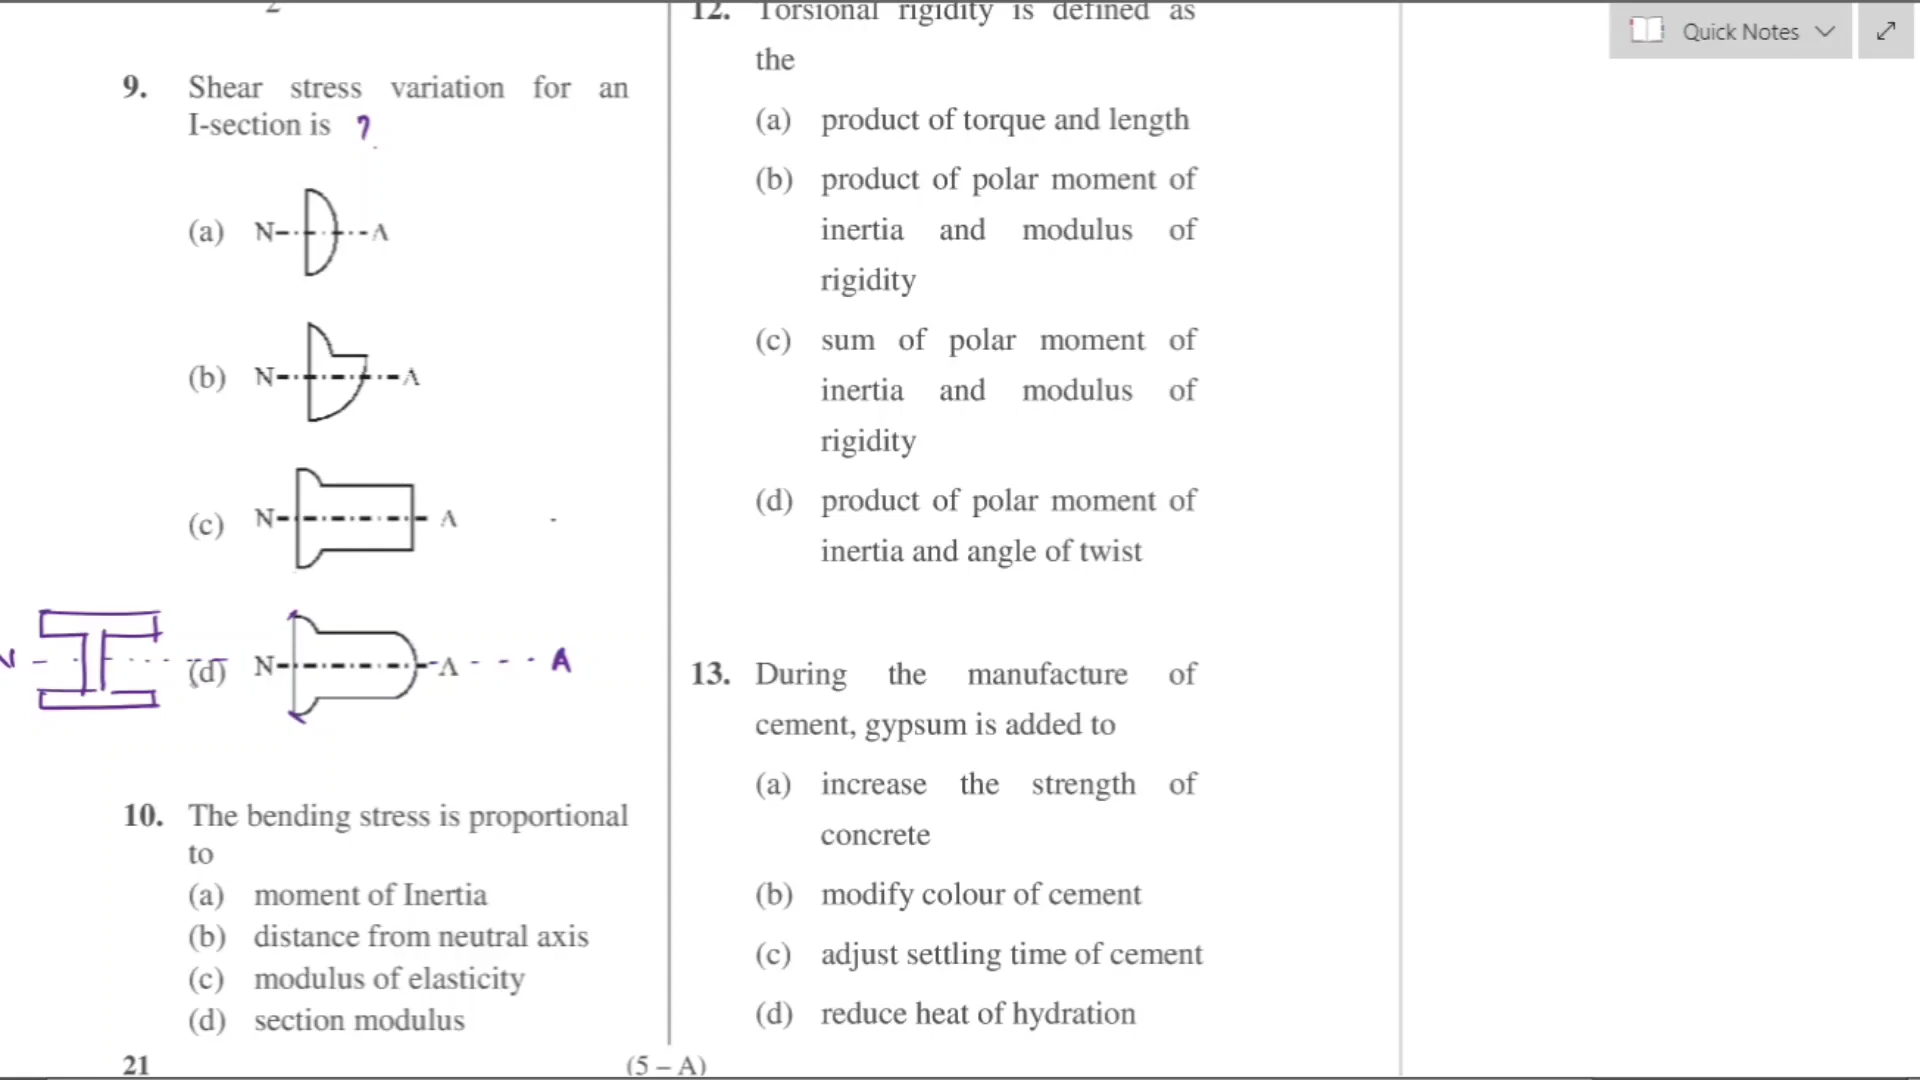 9. Shear stress variation for an
I-section is ?
(a) N A
(b) N A
(c) N A
(d) N A A
10. The bending stress is proportional
to
(a) moment of Inertia
(b) distance from neutral axis
(c) modulus of elasticity
(d) section modulus
21
(5 – A)
12. Torsional rigidity is defined as
the
(a) product of torque and length
(b) product of polar moment of
inertia and modulus of
rigidity
(c) sum of polar moment of
inertia and modulus of
rigidity
(d) product of polar moment of
inertia and angle of twist
13. During the manufacture of
cement, gypsum is added to
(a) increase the strength of
concrete
(b) modify colour of cement
(c) adjust settling time of cement
(d) reduce heat of hydration
Quick Notes